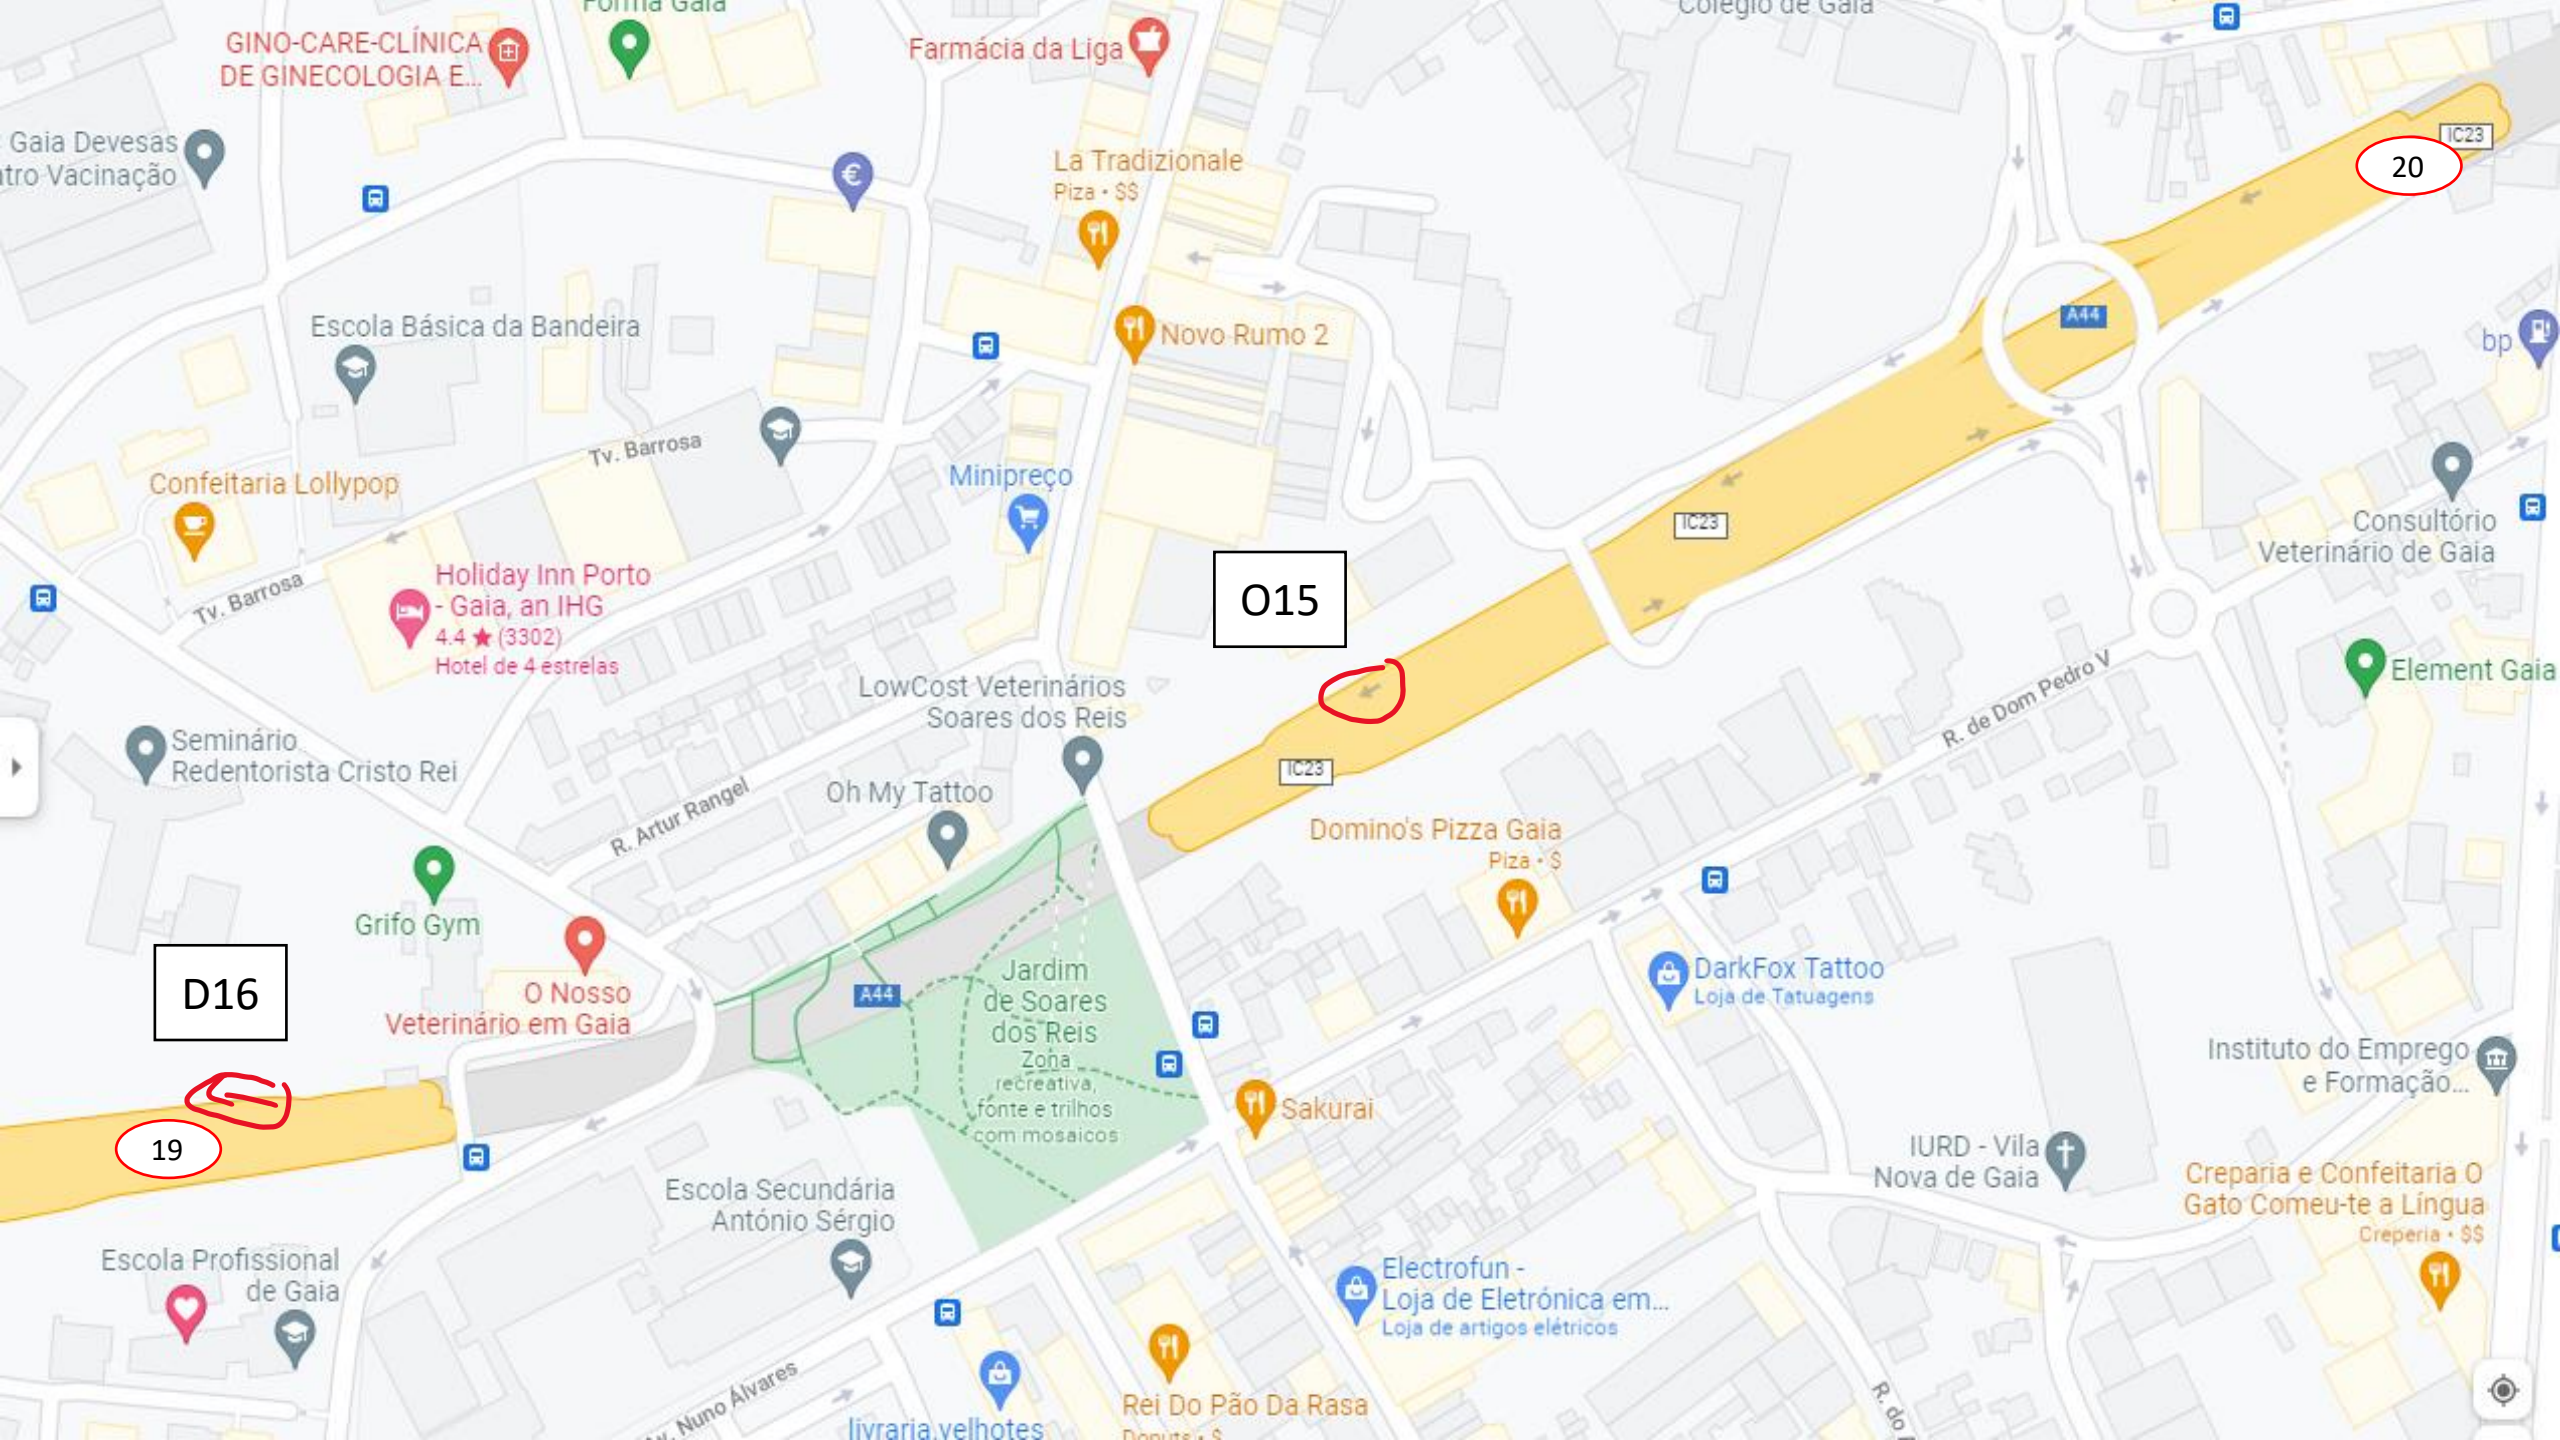 Forma Gaia
Colégio de Gaia
GINO-CARE-CLÍNICA
DE GINECOLOGIA E...
Farmácia da Liga
Gaia Devesas
tro Vacinação
La Tradizionale
Piza • $$
€
IC23
20
Escola Básica da Bandeira
Novo Rumo 2
A44
bp
Tv. Barrosa
Confeitaria Lollypop
Minipreço
IC23
Consultório
Veterinário de Gaia
Tv. Barrosa
Holiday Inn Porto
- Gaia, an IHG
4.4 ★ (3302)
Hotel de 4 estrelas
O15
LowCost Veterinários
Soares dos Reis
R. de Dom Pedro V
Element Gaia
Seminário
Redentorista Cristo Rei
IC23
Oh My Tattoo
R. Artur Rangel
Domino's Pizza Gaia
Piza • $
Grifo Gym
D16
O Nosso
Veterinário em Gaia
A44
Jardim
de Soares
dos Reis
Zona
recreativa,
fonte e trilhos
com mosaicos
DarkFox Tattoo
Loja de Tatuagens
Instituto do Emprego
e Formação...
19
Sakurai
IURD - Vila
Nova de Gaia
Creparia e Confeitaria O
Gato Comeu-te a Língua
Creperia • $$
Escola Secundária
António Sérgio
Escola Profissional
de Gaia
Electrofun -
Loja de Eletrónica em...
Loja de artigos elétricos
Nuno Álvares
Rei Do Pão Da Rasa
Donuts • $
livraria.velhotes
R. do